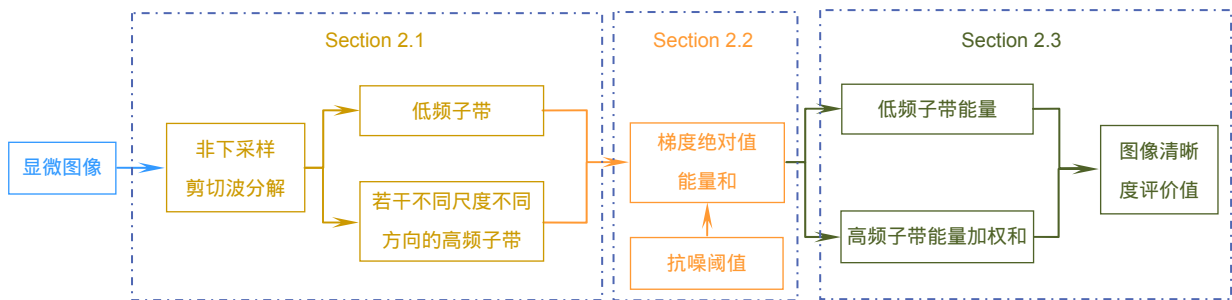 Section 2.1
Section 2.2
Section 2.3
显微图像
非下采样
剪切波分解
低频子带
若干不同尺度不同
方向的高频子带
梯度绝对值
能量和
抗噪阈值
低频子带能量
高频子带能量加权和
图像清晰
度评价值